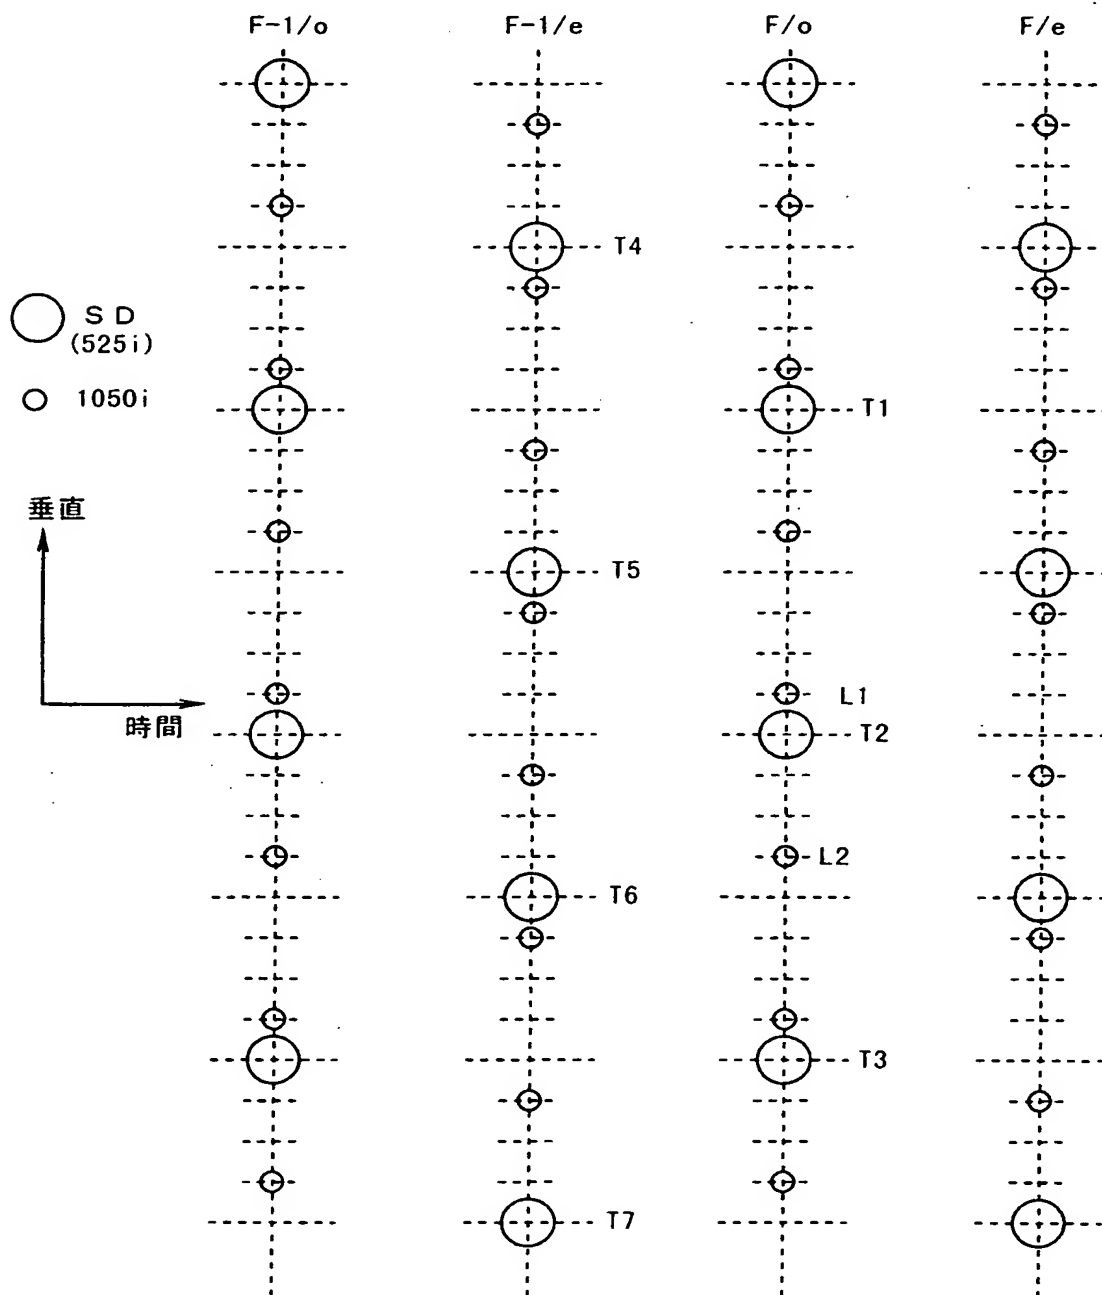 F-1/o F-1/e F/o F/e
T4
SD
(525i)
1050i
T1
垂直
T5
L1
時間
T2
L2
T6
T3
T7